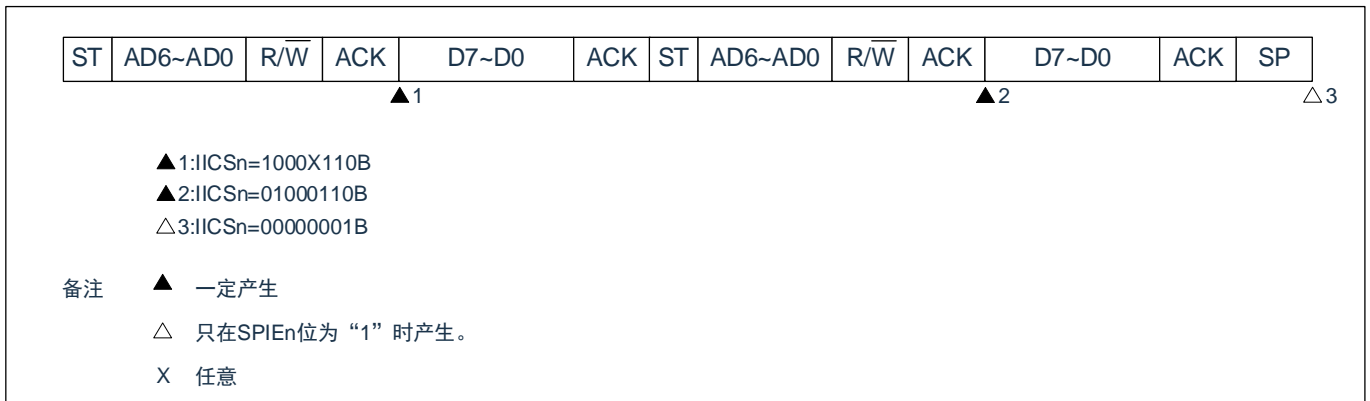 ST AD6~AD0 R/W̅ ACK D7~D0 ACK ST AD6~AD0 R/W̅ ACK D7~D0 ACK SP
▲1 ▲2 △3
▲1:IICSn=1000X110B
▲2:IICSn=01000110B
△3:IICSn=00000001B
备注 ▲ 一定产生
△ 只在SPIEn位为“1”时产生。
X 任意